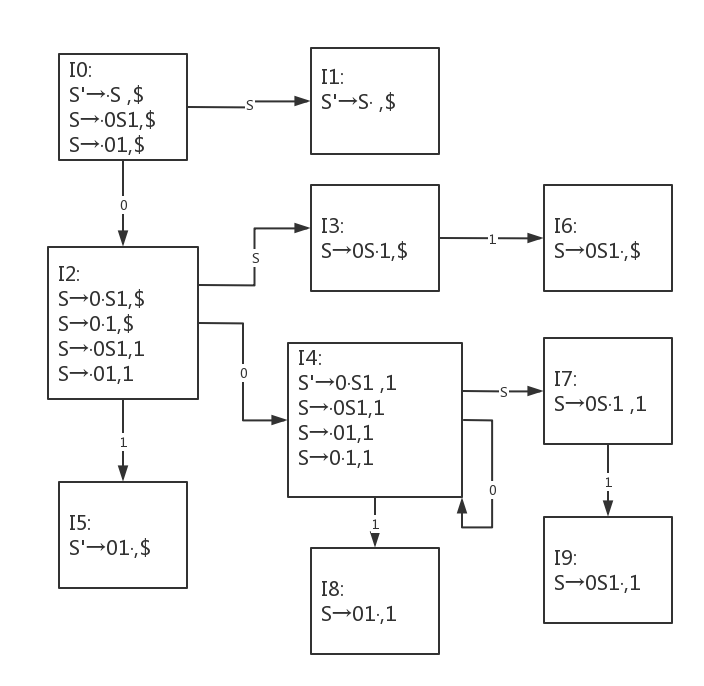 I0:
S'→·S ,$
S→·0S1,$
S→·01,$
S
I1:
S'→S· ,$
0
I2:
S→0·S1,$
S→0·1,$
S→·0S1,1
S→·01,1
S
I3:
S→0S·1,$
1
I6:
S→0S1·,$
0
I4:
S'→0·S1 ,1
S→·0S1,1
S→·01,1
S→0·1,1
S
I7:
S→0S·1 ,1
1
I5:
S'→01·,$
0
1
I8:
S→01·,1
1
I9:
S→0S1·,1